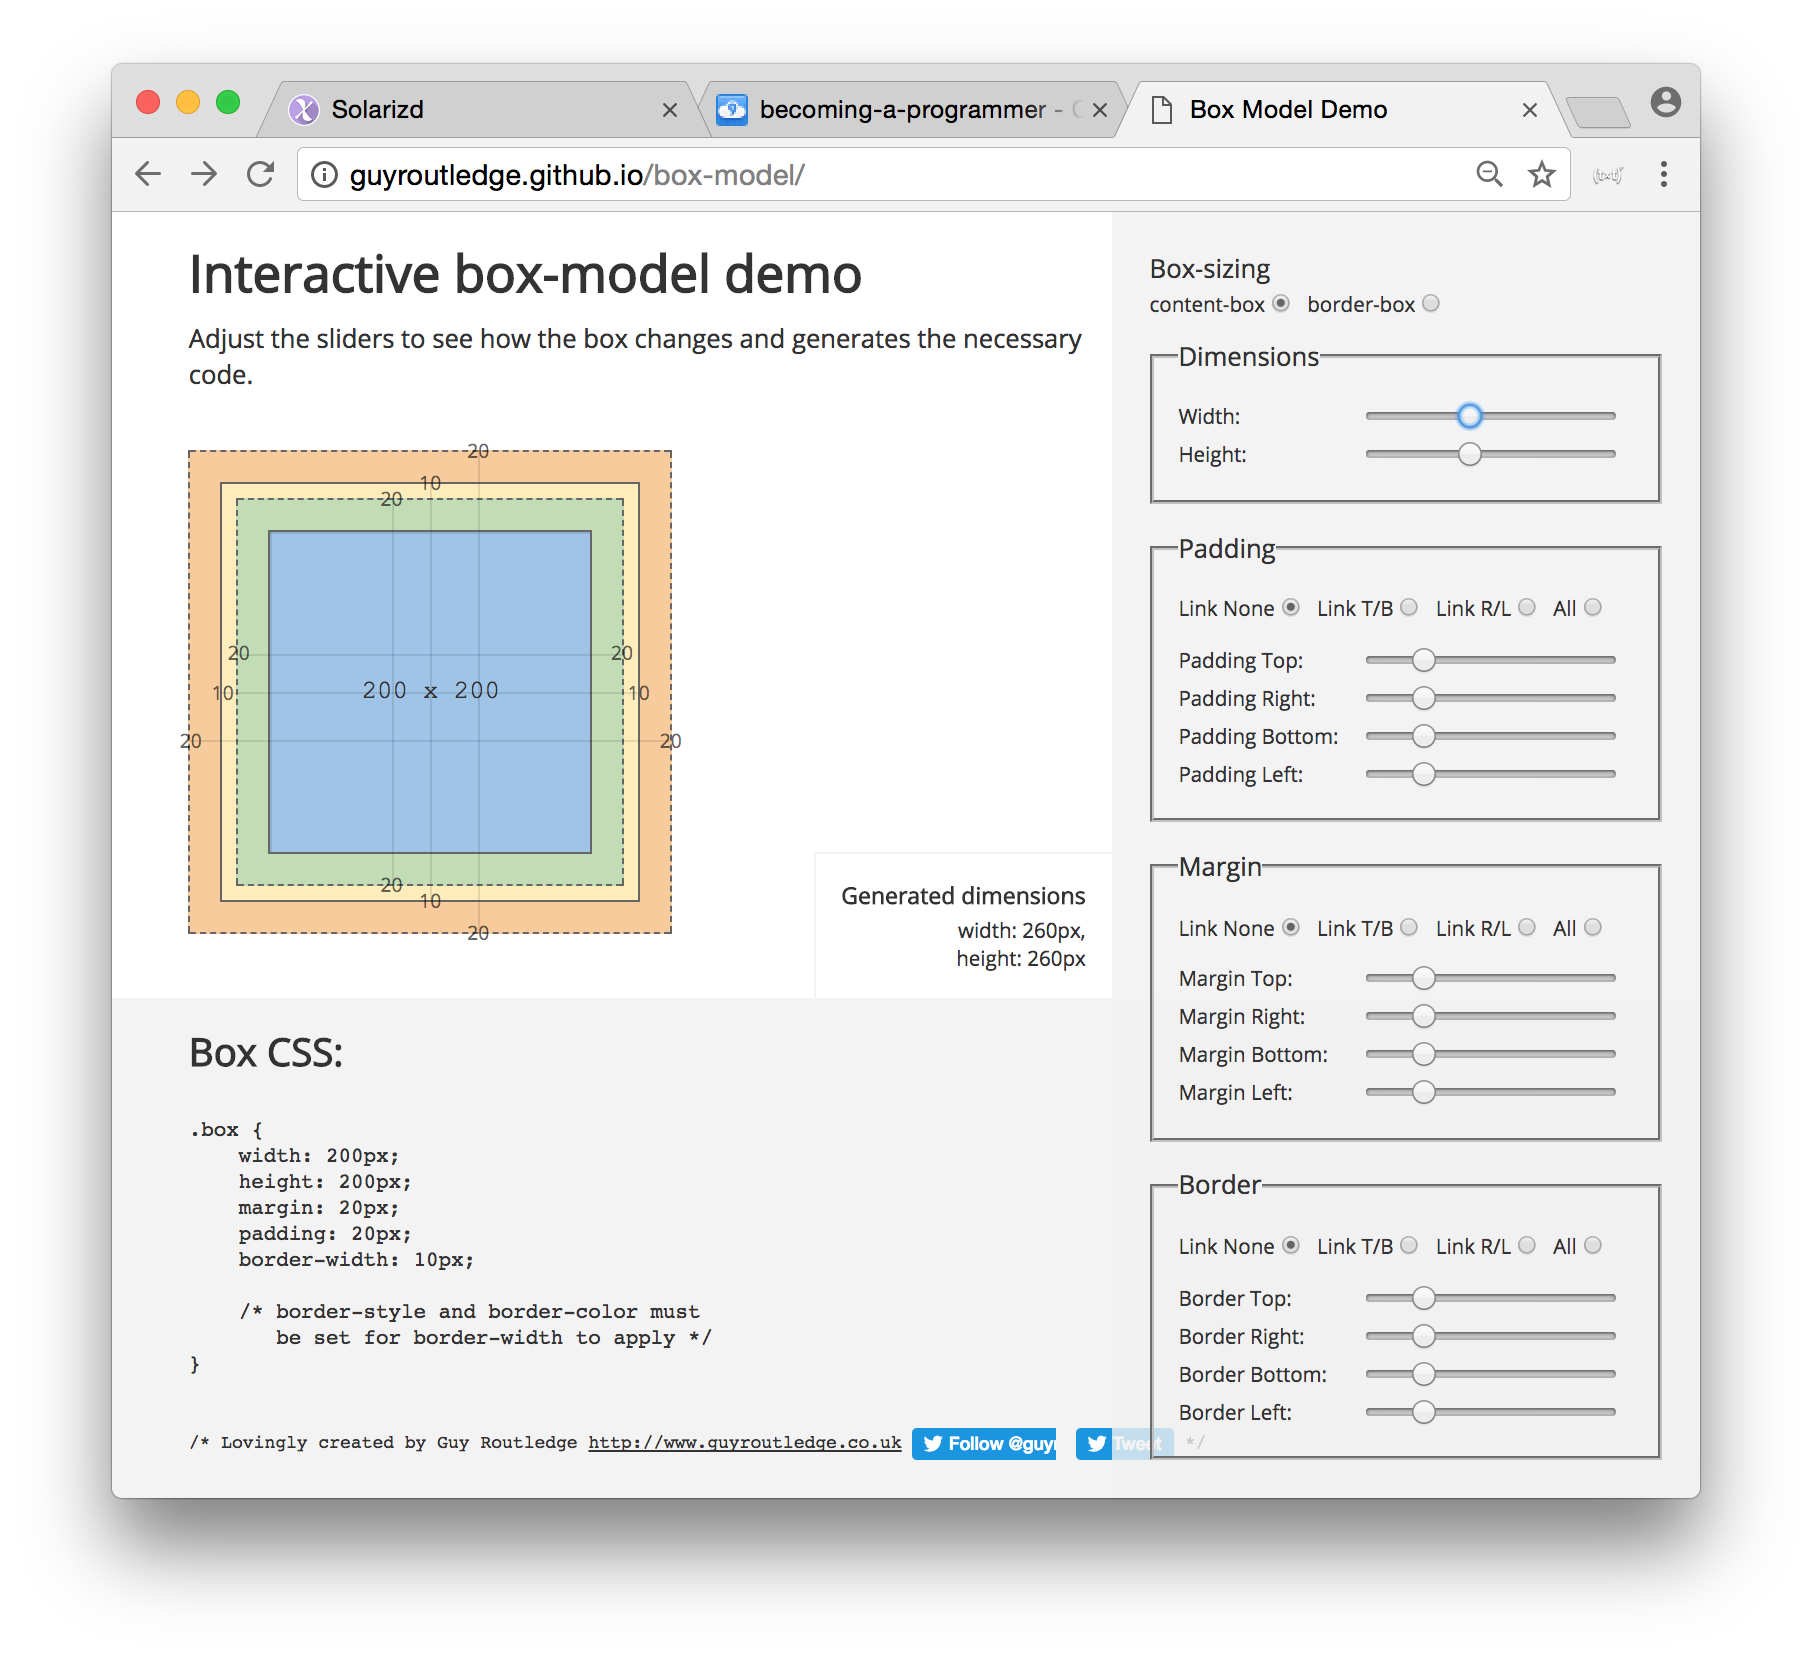 Solarizd
becoming-a-programmer -
Box Model Demo
guyroutledge.github.io/box-model/
(txt)
Interactive box-model demo
Adjust the sliders to see how the box changes and generates the necessary
code.
20
10
20
20
20
200 x 200
10
10
20
20
20
10
20
Generated dimensions
width: 260px,
height: 260px
Box CSS:
.box {
width: 200px;
height: 200px;
margin: 20px;
padding: 20px;
border-width: 10px;
/* border-style and border-color must
be set for border-width to apply */
}
/* Lovingly created by Guy Routledge http://www.guyroutledge.co.uk Follow @guyr Tweet */
Box-sizing
content-box border-box
Dimensions
Width:
Height:
Padding
Link None Link T/B Link R/L All
Padding Top:
Padding Right:
Padding Bottom:
Padding Left:
Margin
Link None Link T/B Link R/L All
Margin Top:
Margin Right:
Margin Bottom:
Margin Left:
Border
Link None Link T/B Link R/L All
Border Top:
Border Right:
Border Bottom:
Border Left: